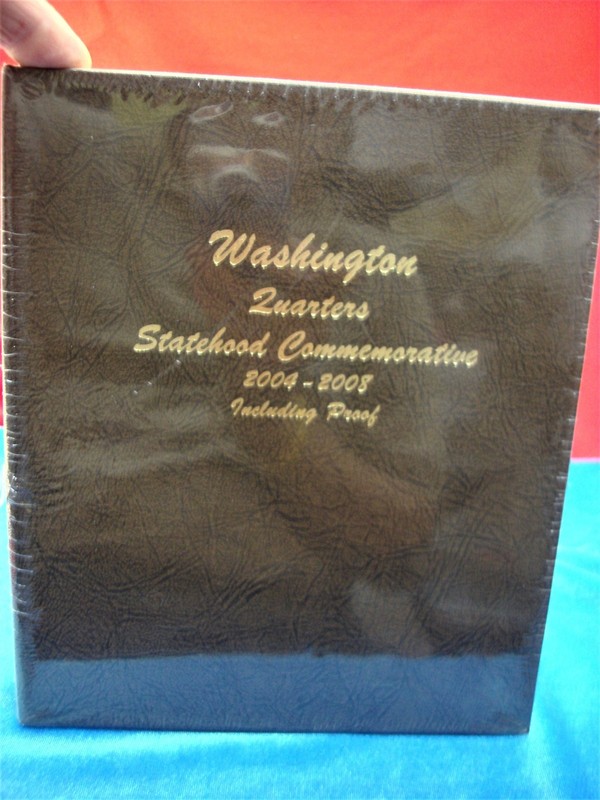 Washington
Quarters
Statehood Commemorative
2004-2008
Including Proof